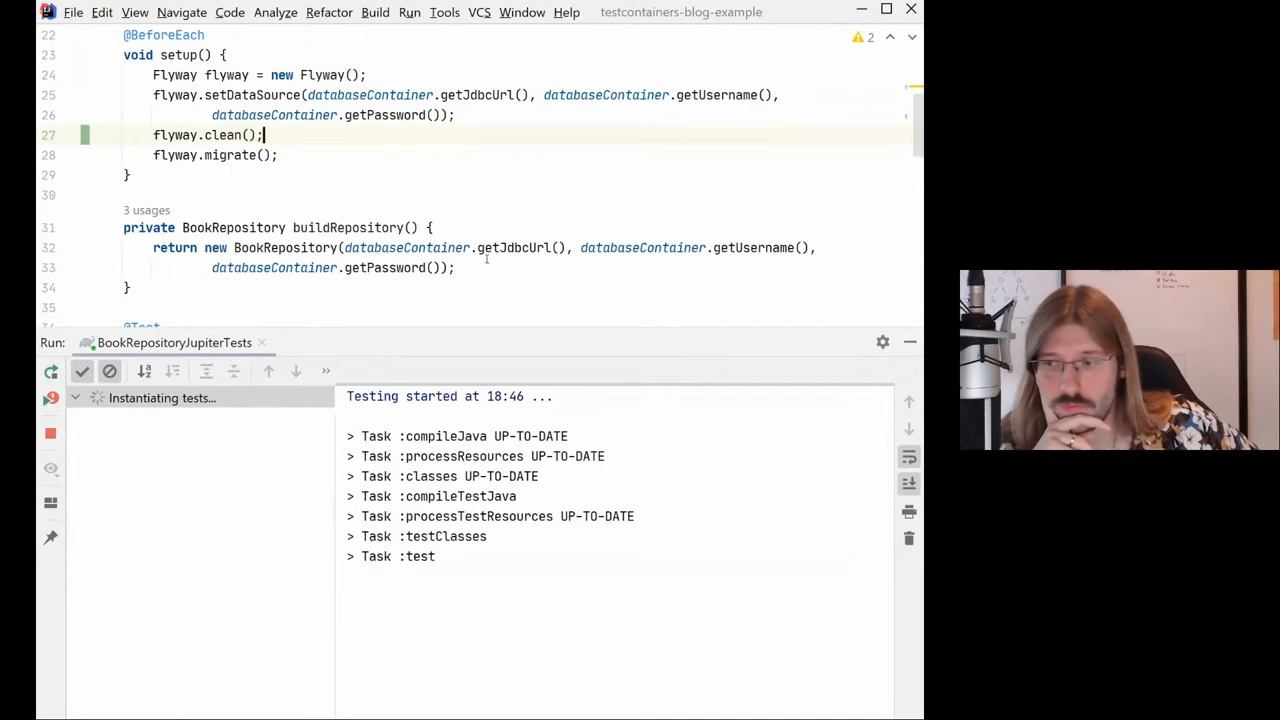 File Edit View Navigate Code Analyze Refactor Build Run Tools VCS Window Help testcontainers-blog-example
22 @BeforeEach
2
23 void setup() {
24 Flyway flyway = new Flyway();
25 flyway.setDataSource(databaseContainer.getJdbcUrl(), databaseContainer.getUsername(),
26 databaseContainer.getPassword());
27 flyway.clean();
28 flyway.migrate();
29 }
30
3 usages
31 private BookRepository buildRepository() {
32 return new BookRepository(databaseContainer.getJdbcUrl(), databaseContainer.getUsername(),
33 databaseContainer.getPassword());
34 }
35
@Test
Run: BookRepositoryJupiterTests
Instantiating tests...
Testing started at 18:46 ...
> Task :compileJava UP-TO-DATE
> Task :processResources UP-TO-DATE
> Task :classes UP-TO-DATE
> Task :compileTestJava
> Task :processTestResources UP-TO-DATE
> Task :testClasses
> Task :test